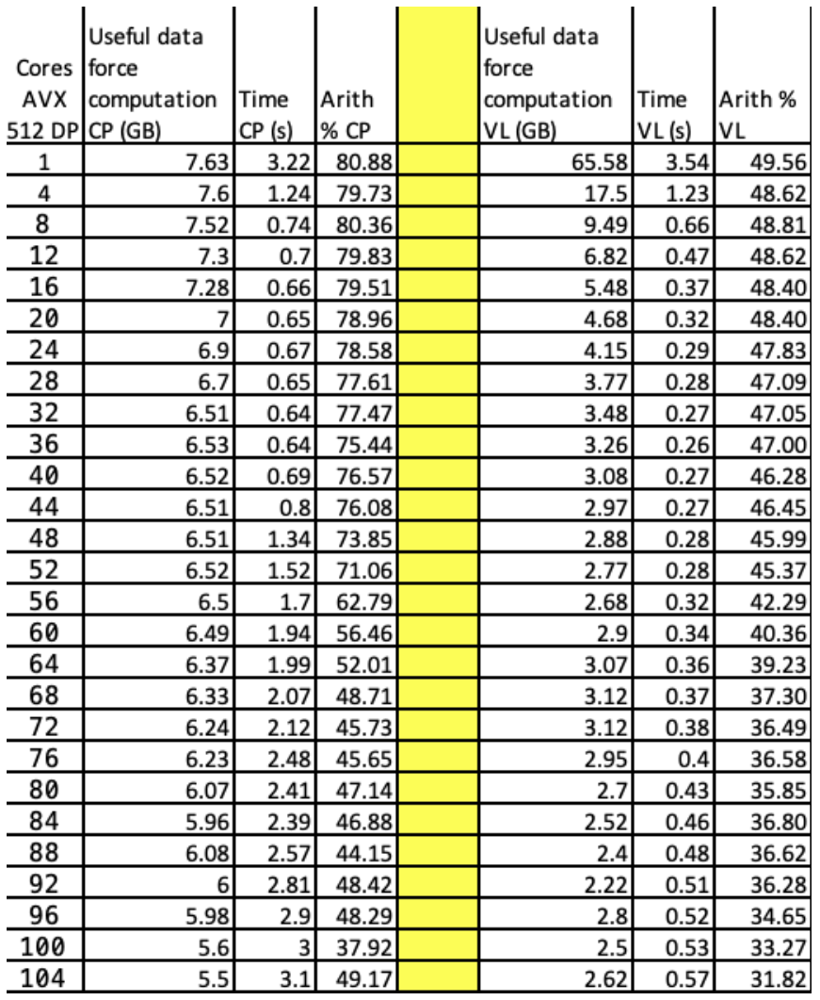 Useful data Useful data
Cores force force
AVX computation Time Arith computation Time Arith %
512 DP CP (GB) CP (s) % CP VL (GB) VL (s) VL
1 7.63 3.22 80.88 65.58 3.54 49.56
4 7.6 1.24 79.73 17.5 1.23 48.62
8 7.52 0.74 80.36 9.49 0.66 48.81
12 7.3 0.7 79.83 6.82 0.47 48.62
16 7.28 0.66 79.51 5.48 0.37 48.40
20 7 0.65 78.96 4.68 0.32 48.40
24 6.9 0.67 78.58 4.15 0.29 47.83
28 6.7 0.65 77.61 3.77 0.28 47.09
32 6.51 0.64 77.47 3.48 0.27 47.05
36 6.53 0.64 75.44 3.26 0.26 47.00
40 6.52 0.69 76.57 3.08 0.27 46.28
44 6.51 0.8 76.08 2.97 0.27 46.45
48 6.51 1.34 73.85 2.88 0.28 45.99
52 6.52 1.52 71.06 2.77 0.28 45.37
56 6.5 1.7 62.79 2.68 0.32 42.29
60 6.49 1.94 56.46 2.9 0.34 40.36
64 6.37 1.99 52.01 3.07 0.36 39.23
68 6.33 2.07 48.71 3.12 0.37 37.30
72 6.24 2.12 45.73 3.12 0.38 36.49
76 6.23 2.48 45.65 2.95 0.4 36.58
80 6.07 2.41 47.14 2.7 0.43 35.85
84 5.96 2.39 46.88 2.52 0.46 36.80
88 6.08 2.57 44.15 2.4 0.48 36.62
92 6 2.81 48.42 2.22 0.51 36.28
96 5.98 2.9 48.29 2.8 0.52 34.65
100 5.6 3 37.92 2.5 0.53 33.27
104 5.5 3.1 49.17 2.62 0.57 31.82